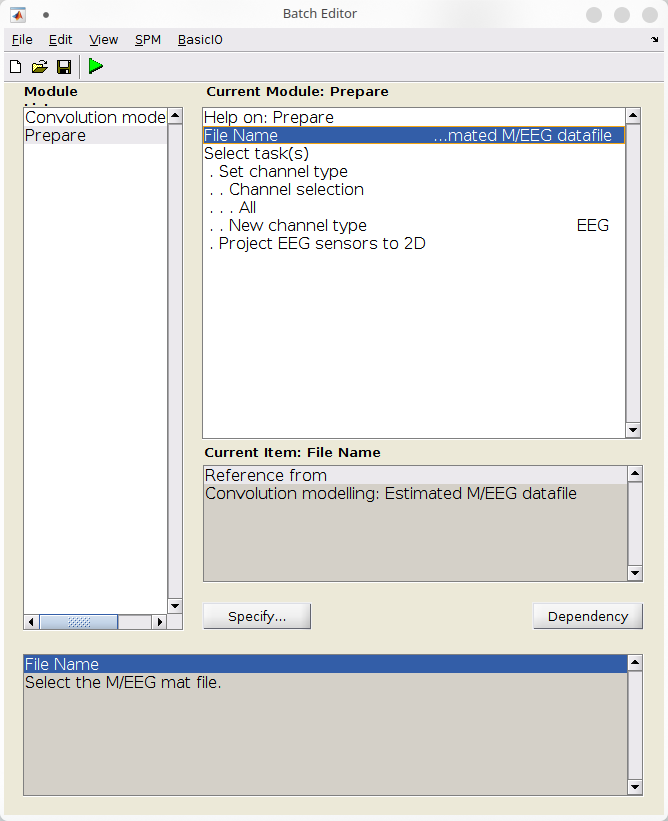 Batch Editor
File Edit View SPM BasicIO
Module
Current Module: Prepare
Convolution mode
Prepare
Help on: Prepare
File Name ...mated M/EEG datafile
Select task(s)
. Set channel type
. . Channel selection
. . . All
. . New channel type EEG
. Project EEG sensors to 2D
Current Item: File Name
Reference from
Convolution modelling: Estimated M/EEG datafile
Specify...
Dependency
File Name
Select the M/EEG mat file.